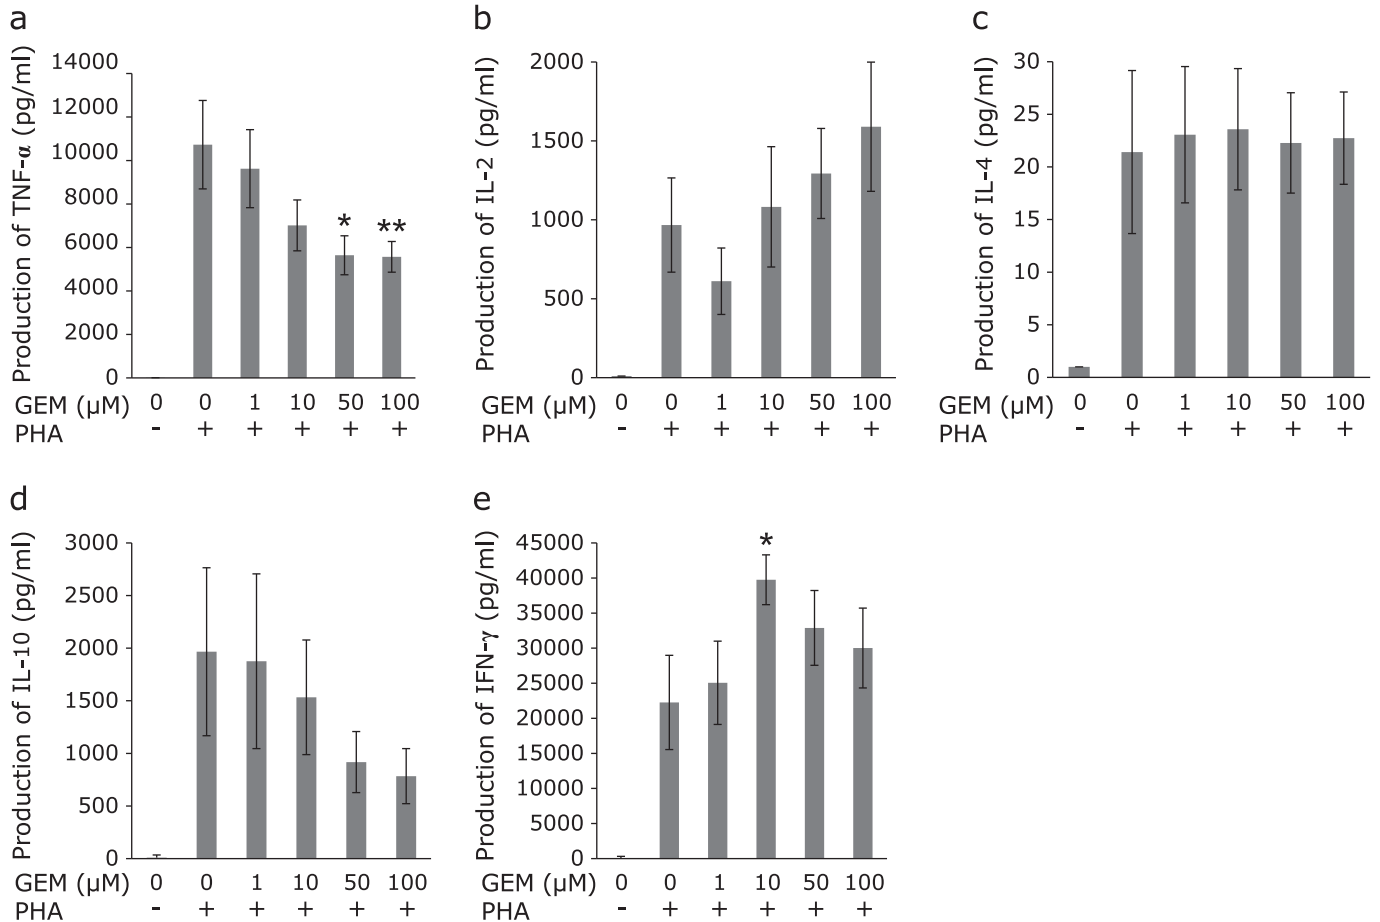 a
Production of TNF-α (pg/ml)
14000
12000
10000
8000
6000
4000
2000
0
*
**
GEM (μM) 0 0 1 10 50 100
PHA - + + + + +
b
Production of IL-2 (pg/ml)
2000
1500
1000
500
0
GEM (μM) 0 0 1 10 50 100
PHA - + + + + +
c
Production of IL-4 (pg/ml)
30
25
20
15
10
5
0
GEM (μM) 0 0 1 10 50 100
PHA - + + + + +
d
Production of IL-10 (pg/ml)
3000
2500
2000
1500
1000
500
0
GEM (μM) 0 0 1 10 50 100
PHA - + + + + +
e
Production of IFN-γ (pg/ml)
45000
40000
35000
30000
25000
20000
15000
10000
5000
0
*
GEM (μM) 0 0 1 10 50 100
PHA - + + + + +